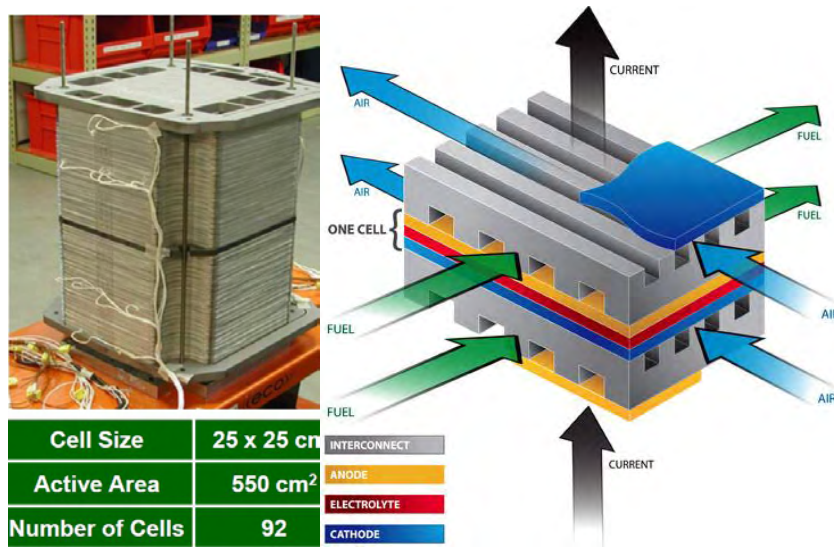 (eco
Cell Size 25 x 25 cm
Active Area 550 cm²
Number of Cells 92
CURRENT
AIR
FUEL
AIR
FUEL
ONE CELL
FUEL
AIR
FUEL
AIR
CURRENT
INTERCONNECT
ANODE
ELECTROLYTE
CATHODE